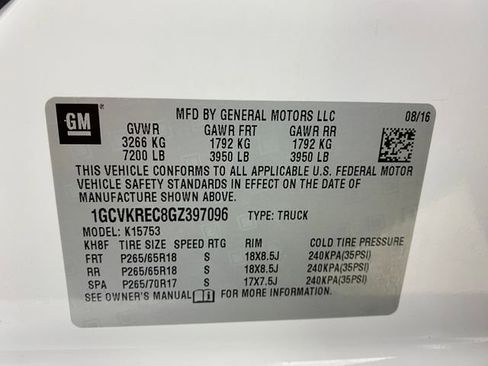 GM
MFD BY GENERAL MOTORS LLC 08/16
GVWR GAWR FRT GAWR RR
3266 KG 1792 KG 1792 KG
7200 LB 3950 LB 3950 LB
THIS VEHICLE CONFORMS TO ALL APPLICABLE U.S. FEDERAL MOTOR
VEHICLE SAFETY STANDARDS IN EFFECT ON THE DATE OF
MANUFACTURE SHOWN ABOVE.
1GCVKREC8GZ397096 TYPE: TRUCK
MODEL: K15753
KH8F TIRE SIZE SPEED RTG RIM COLD TIRE PRESSURE
FRT P265/65R18 S 18X8.5J 240KPA(35PSI)
RR P265/65R18 S 18X8.5J 240KPA(35PSI)
SPA P265/70R17 S 17X7.5J 240KPA(35PSI)
SEE OWNER'S MANUAL FOR MORE INFORMATION.